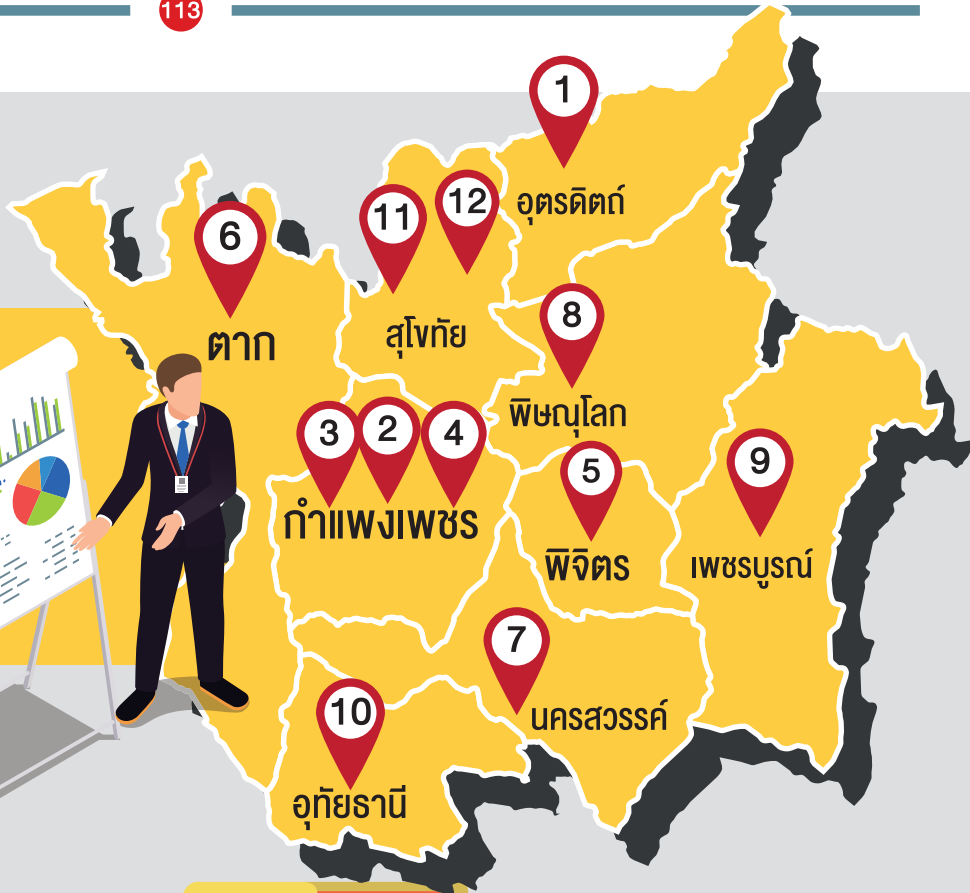 113
1
อุตรดิตถ์
11
12
6
ตาก
สุโขทัย
8
พิษณุโลก
3
2
4
กำแพงเพชร
5
พิจิตร
9
เพชรบูรณ์
7
นครสวรรค์
10
อุทัยธานี